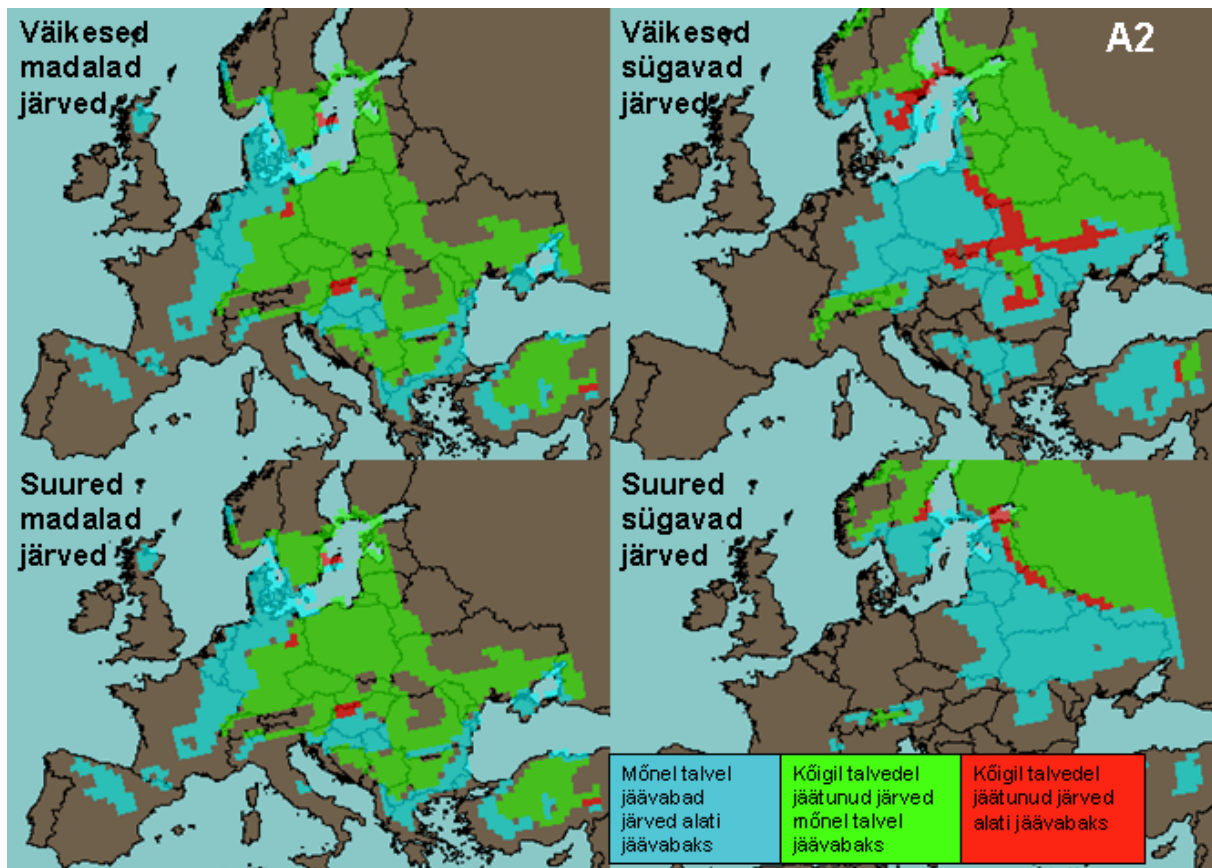 Väikesed
madalad
järved
Väikesed
sügavad
järved
A2
Suured
madalad
järved
Suured
sügavad
järved
Mõnel talvel
jäävabad
järved alati
jäävabaks
Kõigil talvedel
jäätunud järved
mõnel talvel
jäävabaks
Kõigil talvedel
jäätunud järved
alati jäävabaks